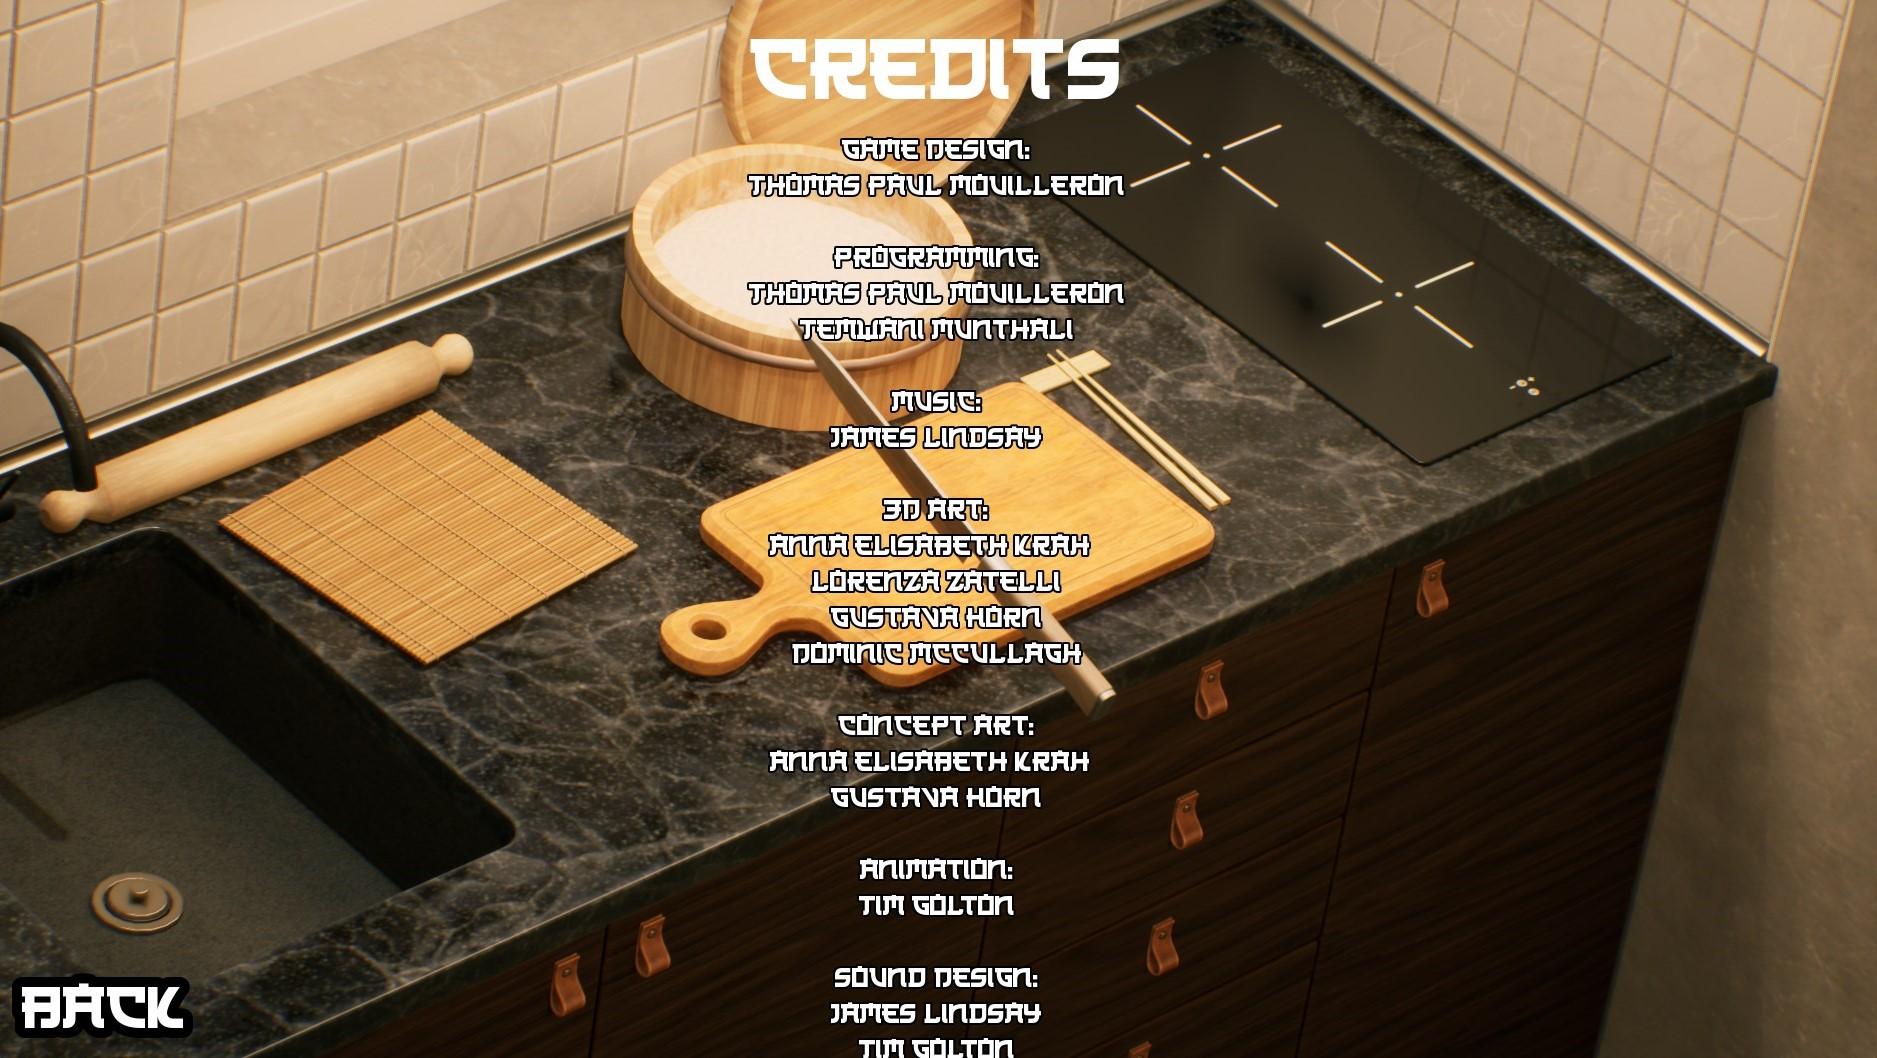 CREDITS
GAME DESIGN:
THOMAS PAUL MOUILLERON
PROGRAMMING:
THOMAS PAUL MOUILLERON
TEMWANI MUNTHALI
MUSIC:
JAMES LINDSAY
3D ART:
ANNA ELISABETH KRAH
LORENZA ZATELLI
GUSTAVA HORN
DOMINIC MCCULLAGH
CONCEPT ART:
ANNA ELISABETH KRAH
GUSTAVA HORN
ANIMATION:
TIM GOLTON
SOUND DESIGN:
JAMES LINDSAY
TIM GOLTON
BACK